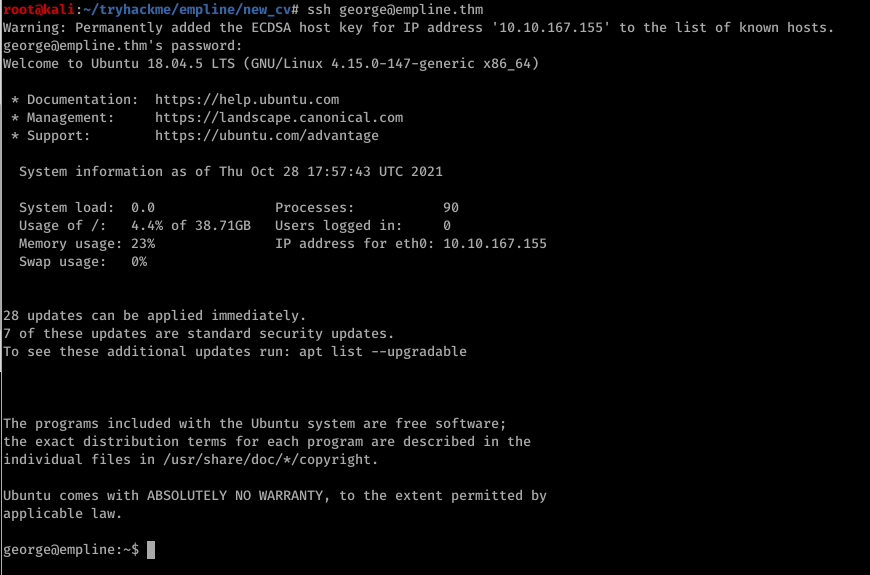 root@kali:~/tryhackme/empline/new_cv# ssh george@empline.thm
Warning: Permanently added the ECDSA host key for IP address '10.10.167.155' to the list of known hosts.
george@empline.thm's password:
Welcome to Ubuntu 18.04.5 LTS (GNU/Linux 4.15.0-147-generic x86_64)

 * Documentation:  https://help.ubuntu.com
 * Management:     https://landscape.canonical.com
 * Support:        https://ubuntu.com/advantage

  System information as of Thu Oct 28 17:57:43 UTC 2021

  System load:  0.0               Processes:           90
  Usage of /:   4.4% of 38.71GB   Users logged in:     0
  Memory usage: 23%               IP address for eth0: 10.10.167.155
  Swap usage:   0%

28 updates can be applied immediately.
7 of these updates are standard security updates.
To see these additional updates run: apt list --upgradable

The programs included with the Ubuntu system are free software;
the exact distribution terms for each program are described in the
individual files in /usr/share/doc/*/copyright.

Ubuntu comes with ABSOLUTELY NO WARRANTY, to the extent permitted by
applicable law.

george@empline:~$